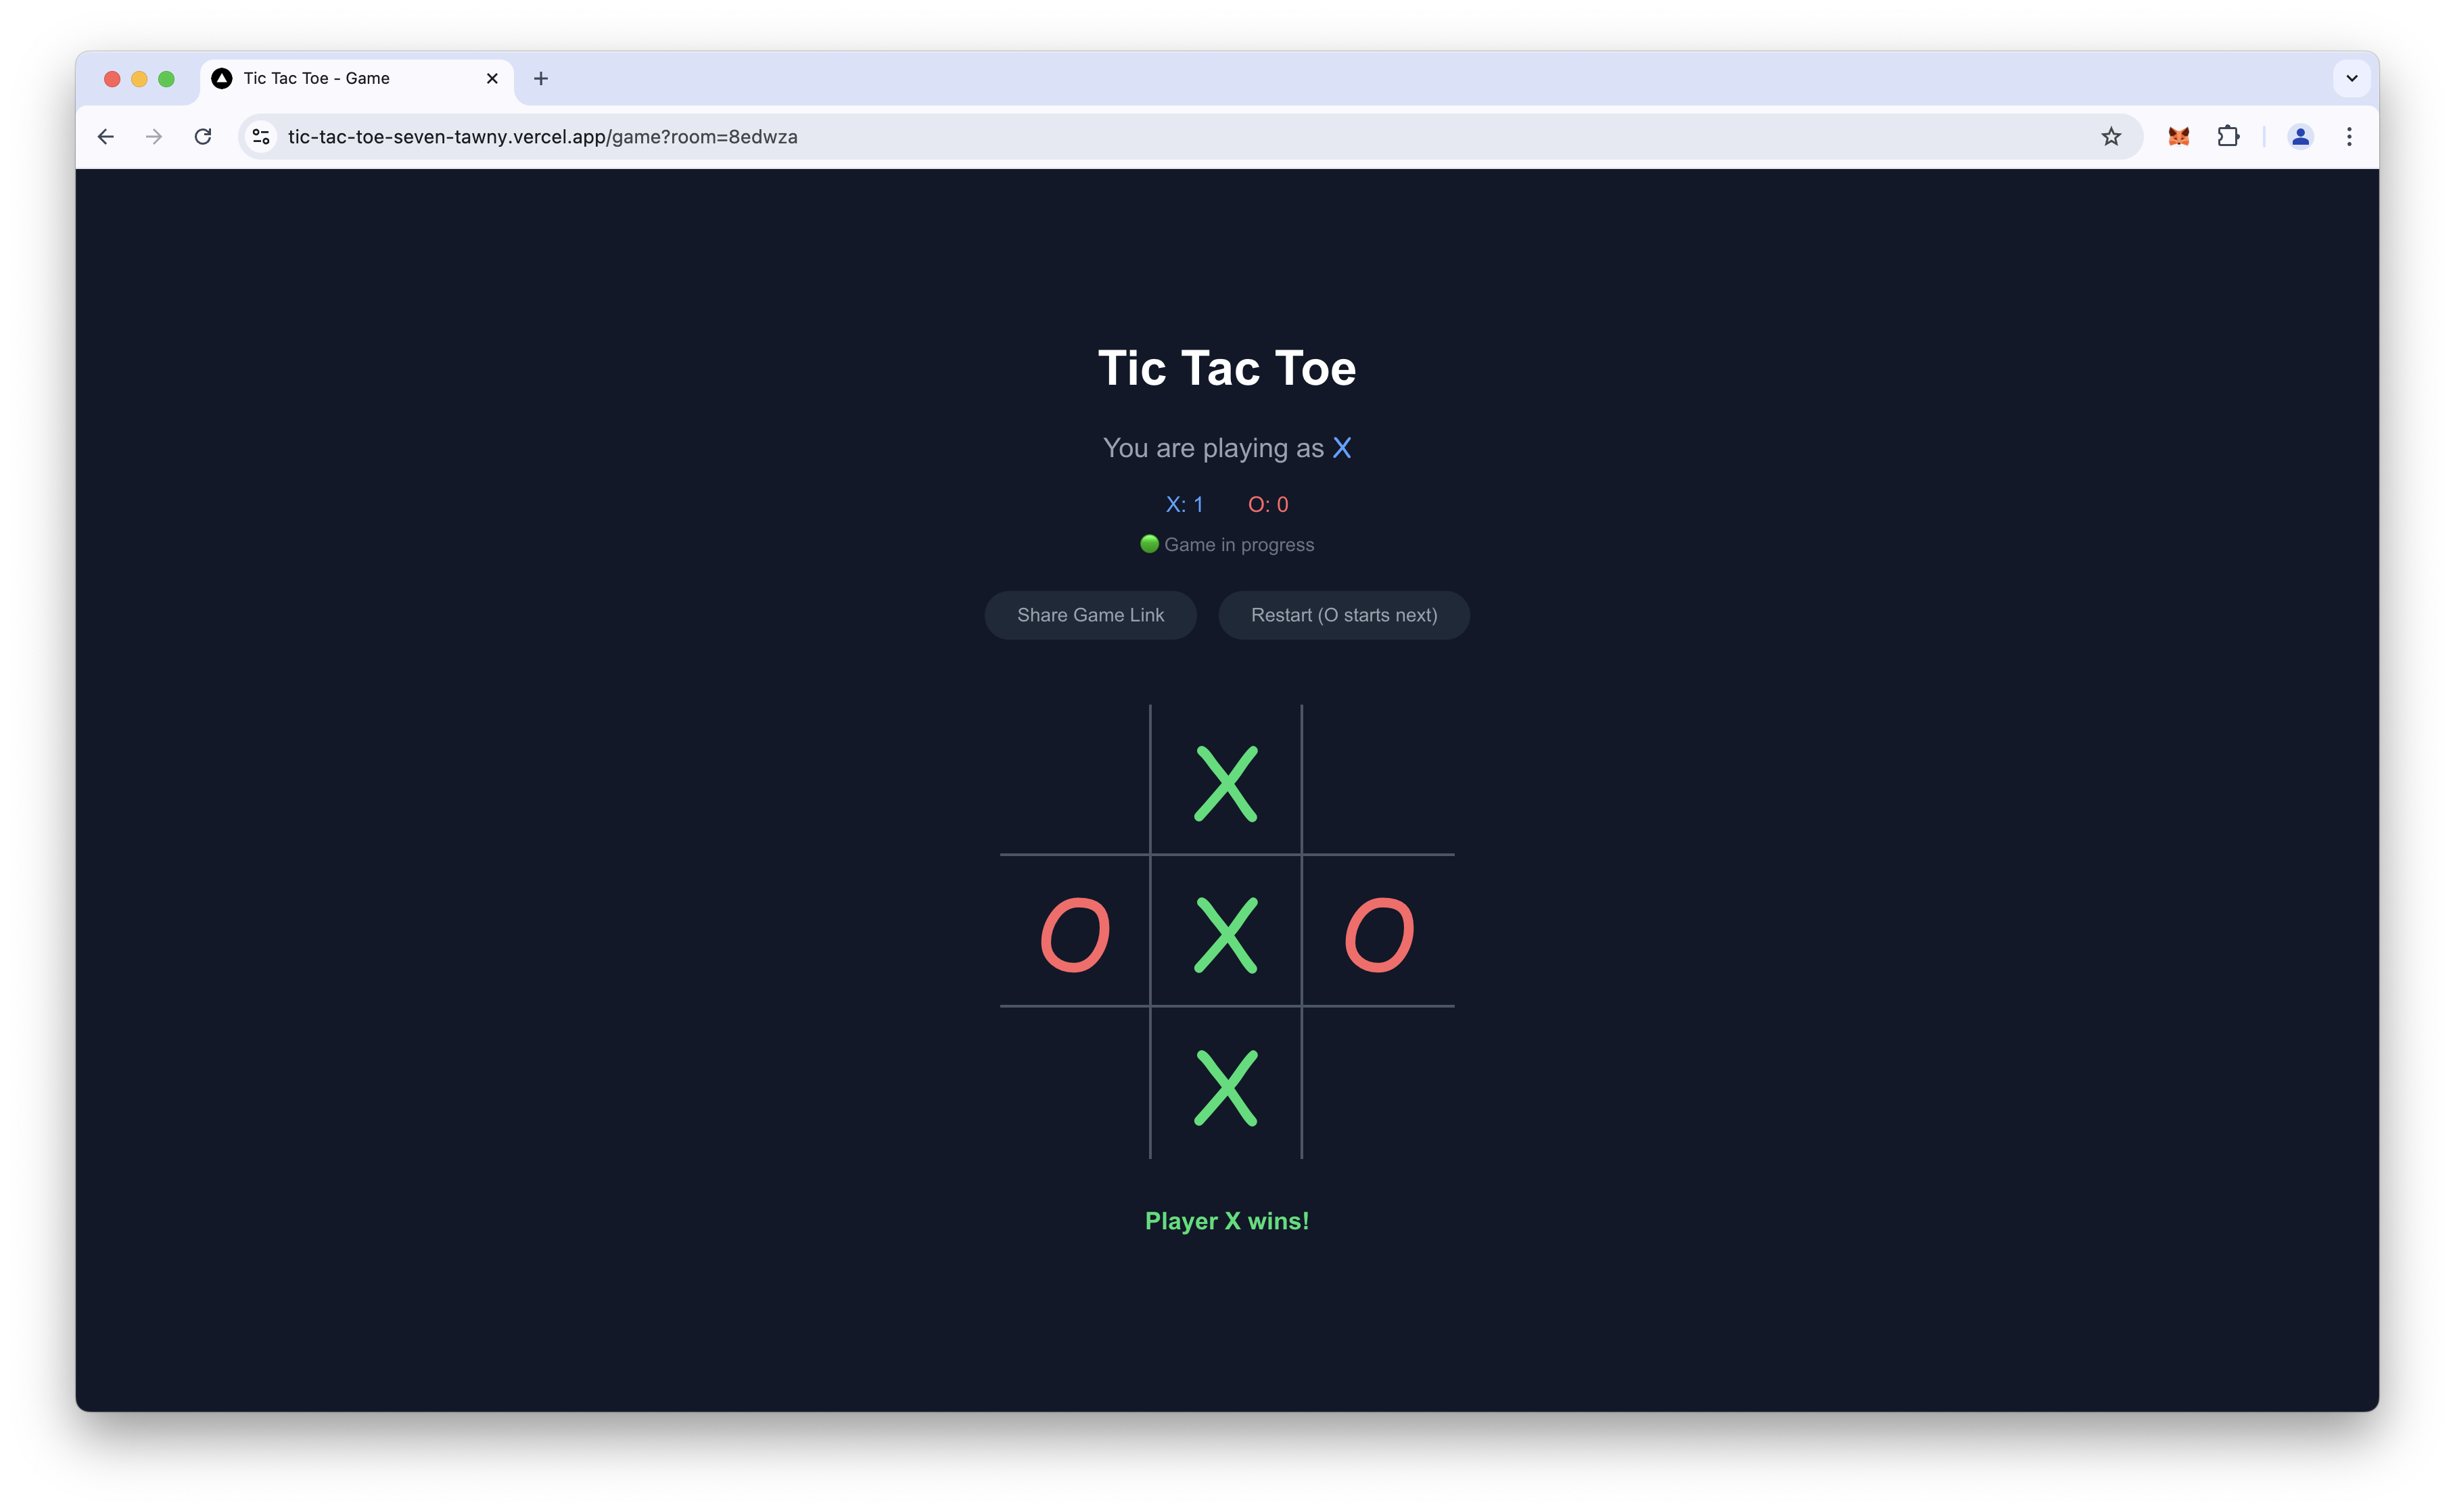 Tic Tac Toe - Game
tic-tac-toe-seven-tawny.vercel.app/game?room=8edwza
Tic Tac Toe
You are playing as X
X: 1 O: 0
Game in progress
Share Game Link Restart (O starts next)
X
O X O
X
Player X wins!